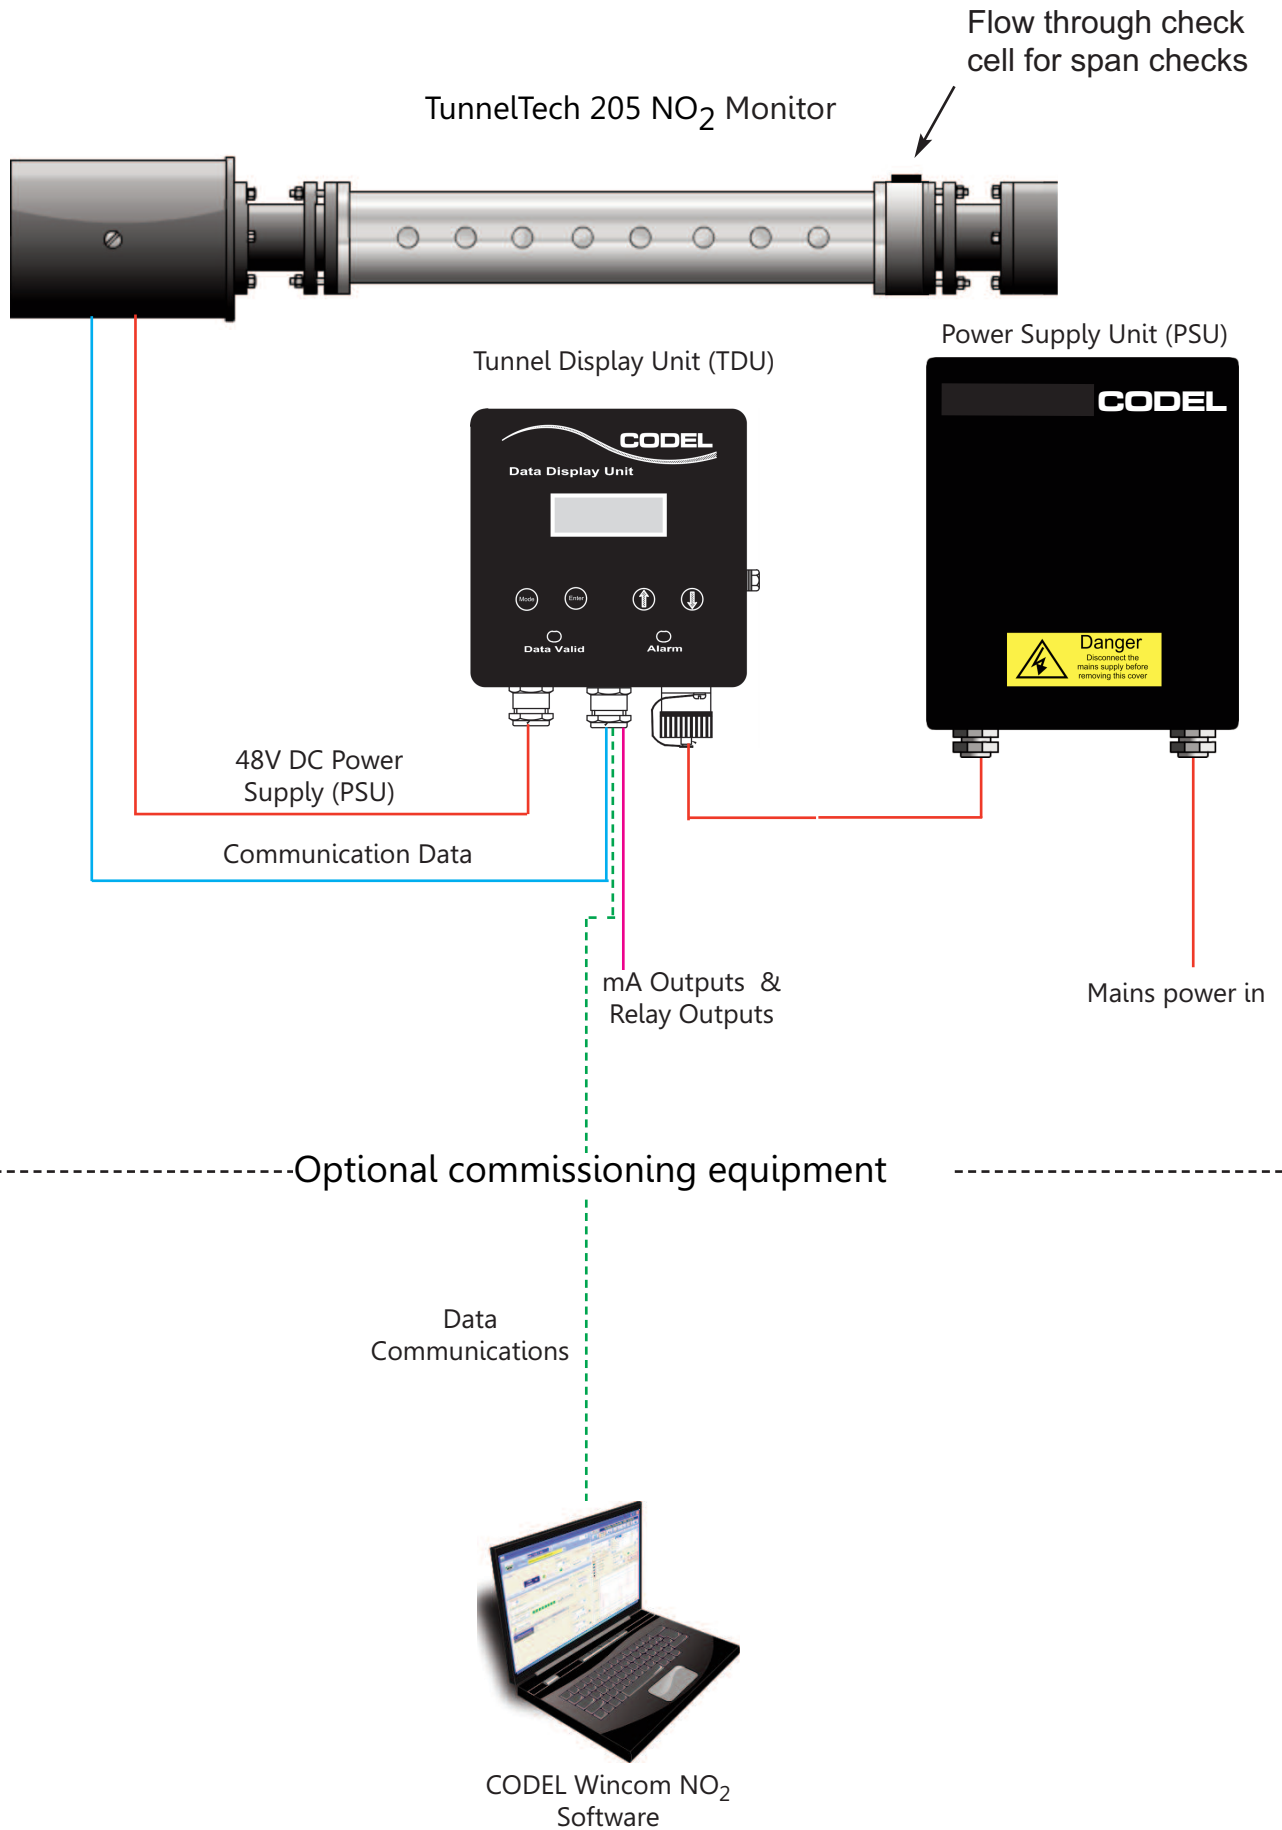 Flow through check
cell for span checks
TunnelTech 205 NO2 Monitor
Power Supply Unit (PSU)
Tunnel Display Unit (TDU)
CODEL
CODEL
Data Display Unit
Mode
Enter
Data Valid
Alarm
Danger
Disconnect the
mains supply before
removing this cover
48V DC Power
Supply (PSU)
Communication Data
mA Outputs &
Relay Outputs
Mains power in
Optional commissioning equipment
Data
Communications
CODEL Wincom NO2
Software